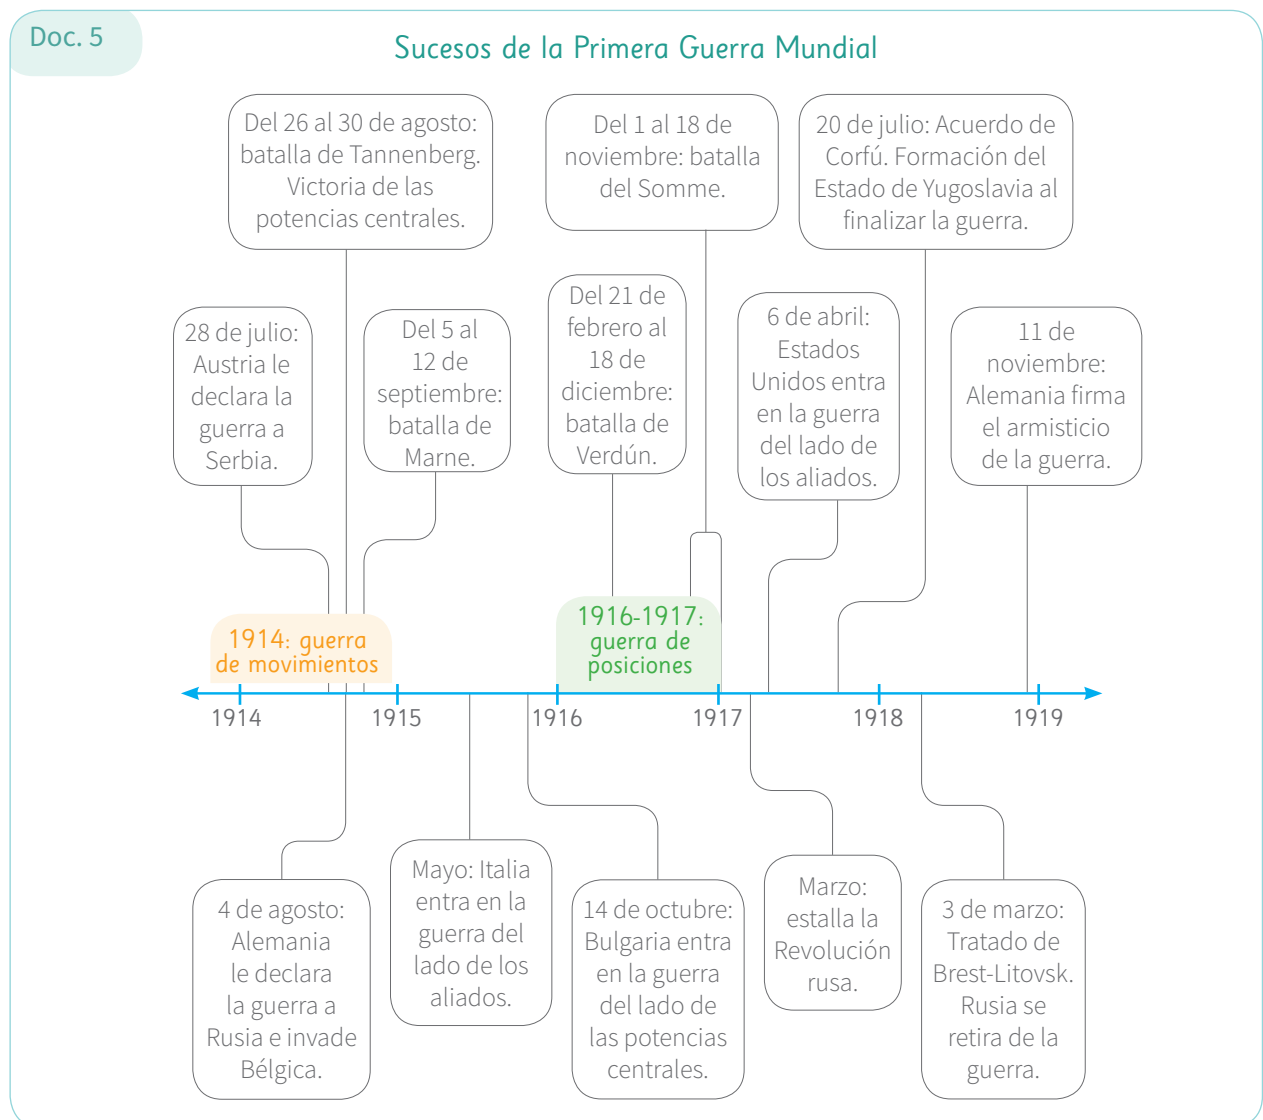 Doc. 5
Sucesos de la Primera Guerra Mundial
Del 26 al 30 de agosto:
batalla de Tannenberg.
Victoria de las
potencias centrales.
Del 1 al 18 de
noviembre: batalla
del Somme.
20 de julio: Acuerdo de
Corfú. Formación del
Estado de Yugoslavia al
finalizar la guerra.
28 de julio:
Austria le
declara la
guerra a
Serbia.
Del 5 al
12 de
septiembre:
batalla de
Marne.
Del 21 de
febrero al
18 de
diciembre:
batalla de
Verdún.
6 de abril:
Estados
Unidos entra
en la guerra
del lado de
los aliados.
11 de
noviembre:
Alemania firma
el armisticio
de la guerra.
1914: guerra
de movimientos
1916-1917:
guerra de
posiciones
1914
1915
1916
1917
1918
1919
4 de agosto:
Alemania
le declara
la guerra a
Rusia e invade
Bélgica.
Mayo: Italia
entra en la
guerra del
lado de los
aliados.
14 de octubre:
Bulgaria entra
en la guerra
del lado de
las potencias
centrales.
Marzo:
estalla la
Revolución
rusa.
3 de marzo:
Tratado de
Brest-Litovsk.
Rusia se
retira de la
guerra.